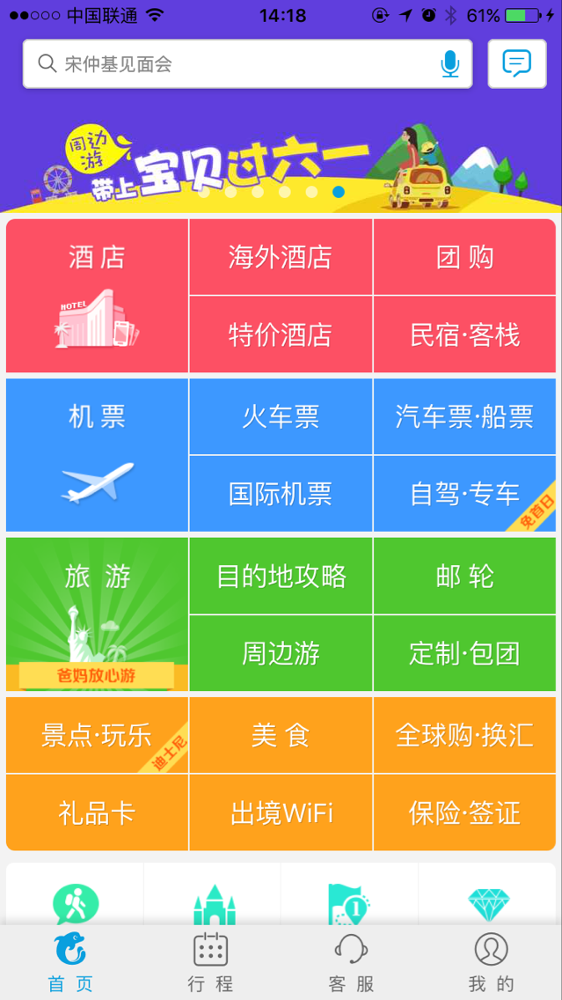 中国联通
14:18
61%
宋仲基见面会
周边
游
带上宝贝过六一
酒店
HOTEL
海外酒店
团购
特价酒店
民宿·客栈
机票
火车票
汽车票·船票
国际机票
自驾·专车
免首日
旅游
爸妈放心游
目的地攻略
邮轮
周边游
定制·包团
景点·玩乐
迪士尼
美食
全球购·换汇
礼品卡
出境WiFi
保险·签证
1
首页
行程
客服
我的